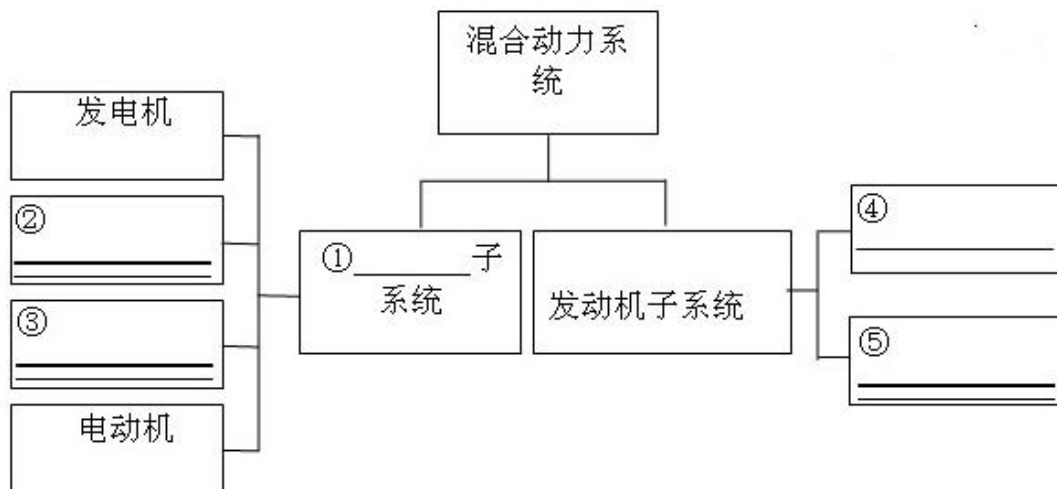 混合动力系
统
发电机
②
③
电动机
①________子
系统
发动机子系统
④
⑤